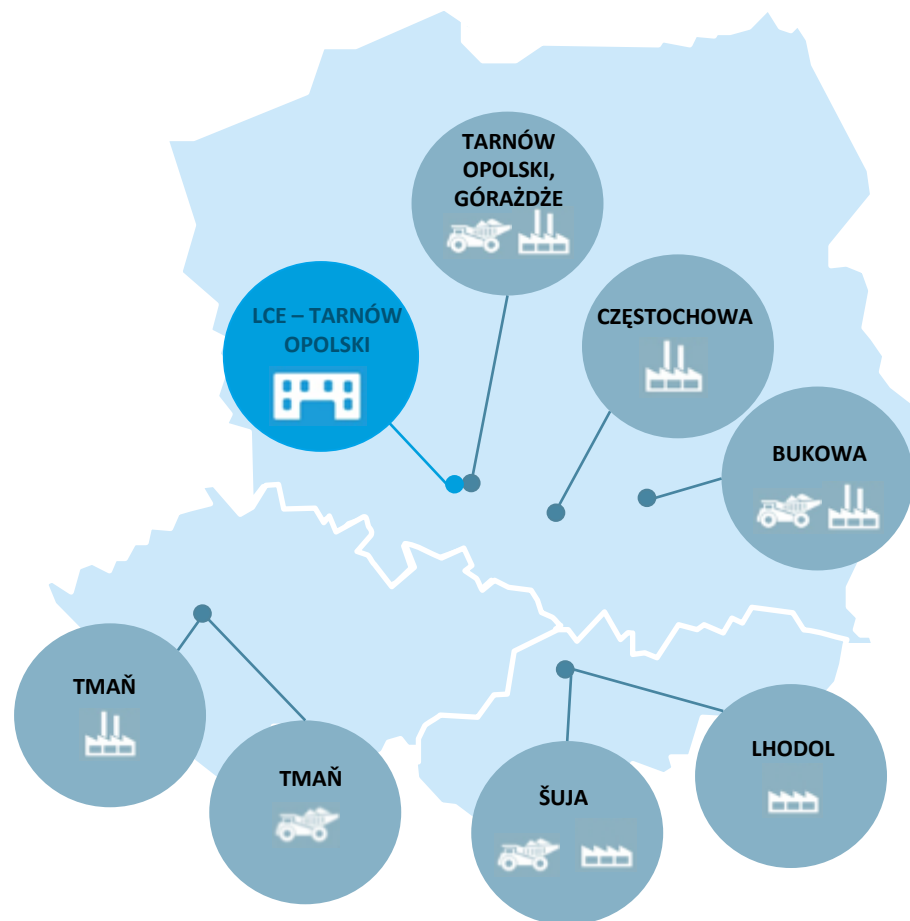 TARNÓW
OPOLSKI,
GÓRAŻDŻE
LCE – TARNÓW
OPOLSKI
CZĘSTOCHOWA
BUKOWA
TMAŇ
TMAŇ
ŠUJA
LHODOL